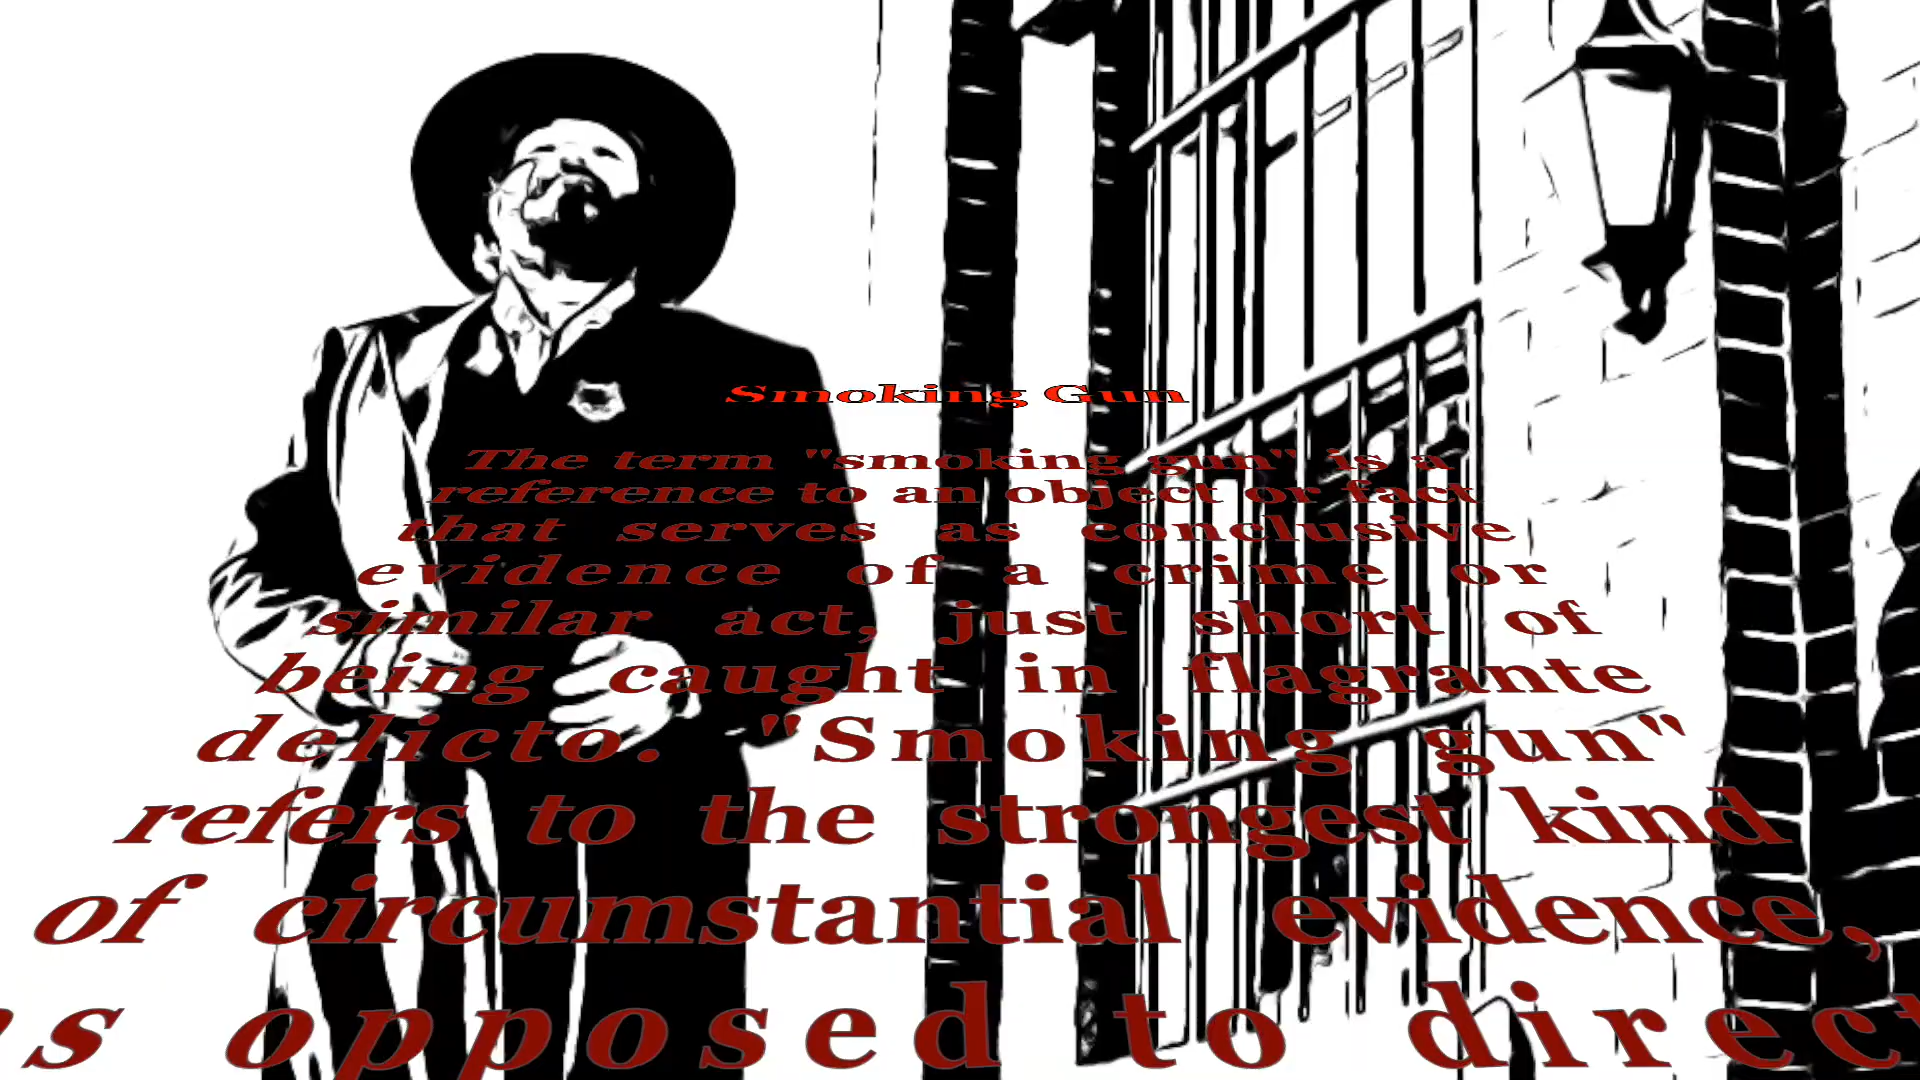 Smoking Gun
The term "smoking gun" is a
reference to an object or fact
that serves as conclusive
evidence of a crime or
similar act, just short of
being caught in flagrante
delicto. "Smoking gun"
refers to the strongest kind
of circumstantial evidence,
as opposed to direct